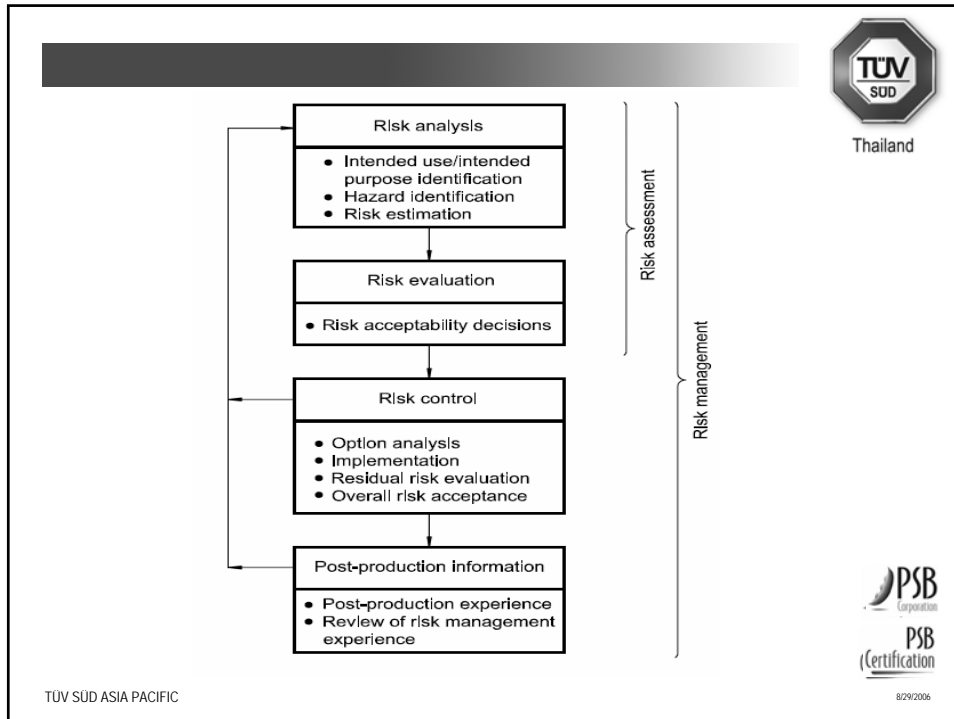 TÜV
SÜD
Thailand
Risk analysis
• Intended use/intended
purpose identification
• Hazard identification
• Risk estimation
Risk evaluation
• Risk acceptability decisions
Risk control
• Option analysis
• Implementation
• Residual risk evaluation
• Overall risk acceptance
Post-production information
• Post-production experience
• Review of risk management
experience
Risk assessment
Risk management
PSB
Corporation
PSB
Certification
TÜV SÜD ASIA PACIFIC
8/29/2006